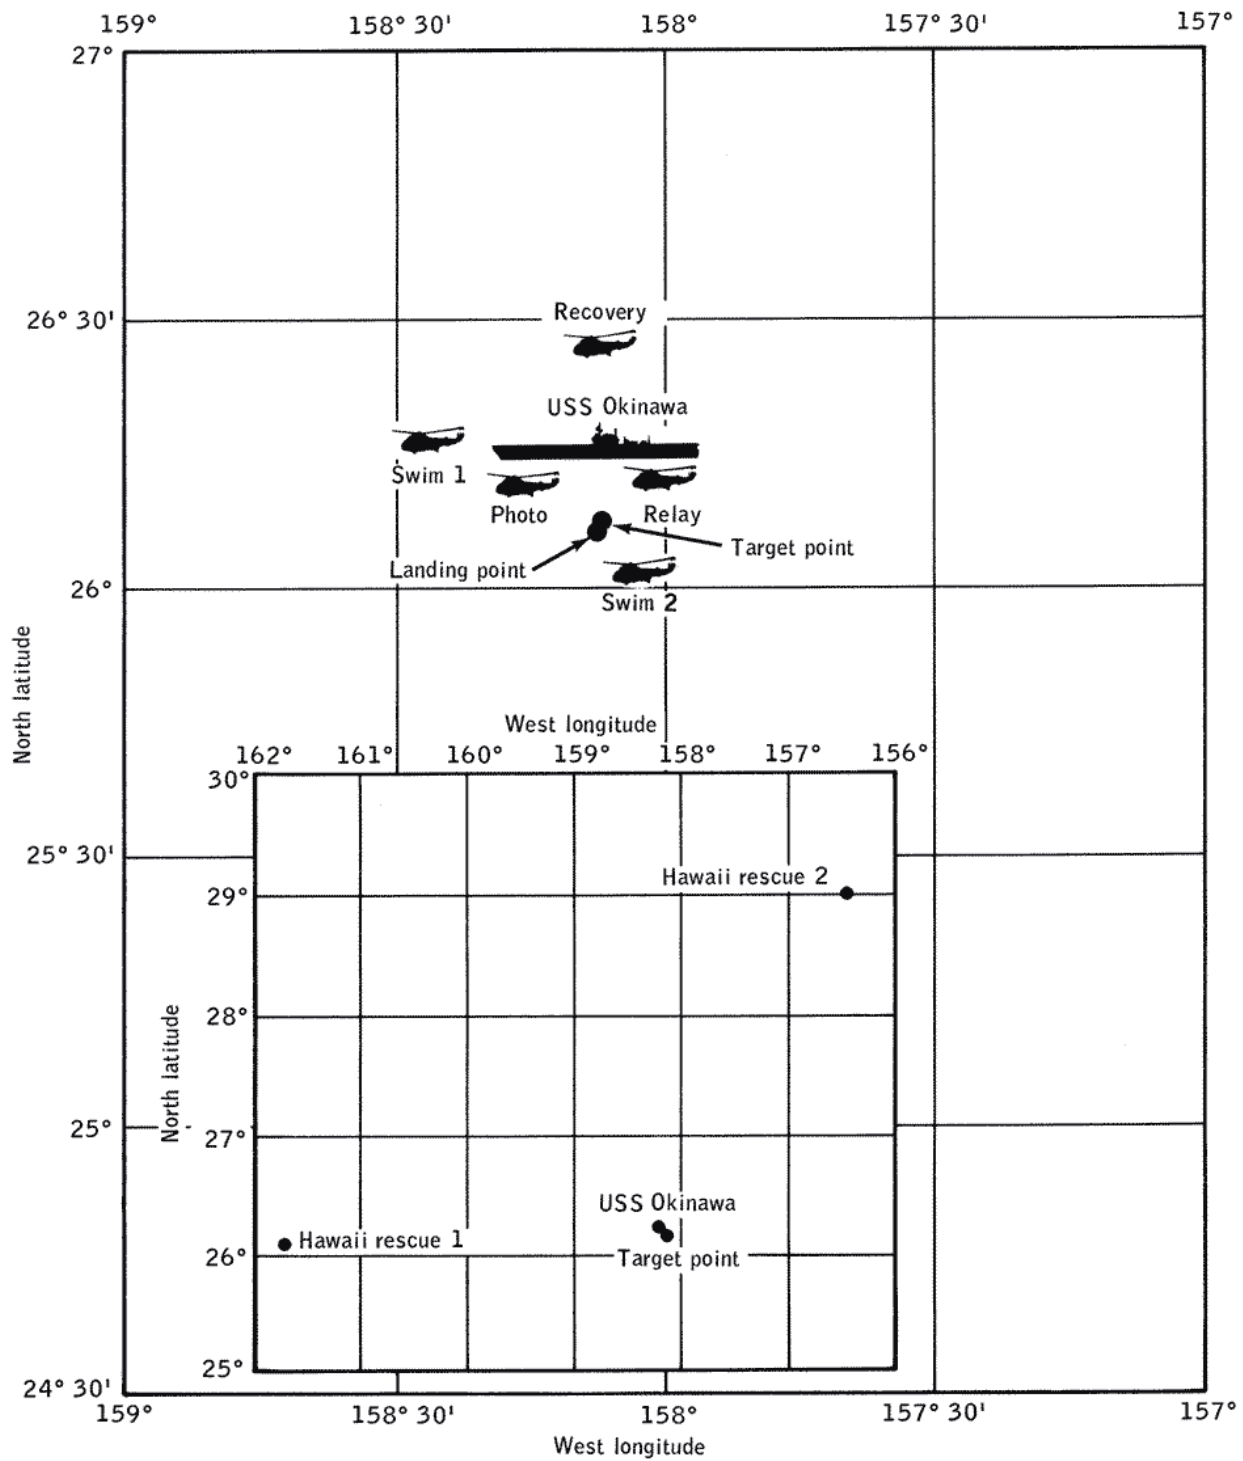 159° 158° 30' 158° 157° 30' 157°
27°
26° 30'
Recovery
USS Okinawa
Swim 1
Photo
Relay
Target point
Landing point
26°
Swim 2
North latitude
West longitude
162° 161° 160° 159° 158° 157° 156°
30°
25° 30'
Hawaii rescue 2
29°
28°
North latitude
25°
27°
USS Okinawa
Hawaii rescue 1
26°
Target point
25°
24° 30'
159° 158° 30' 158° 157° 30' 157°
West longitude